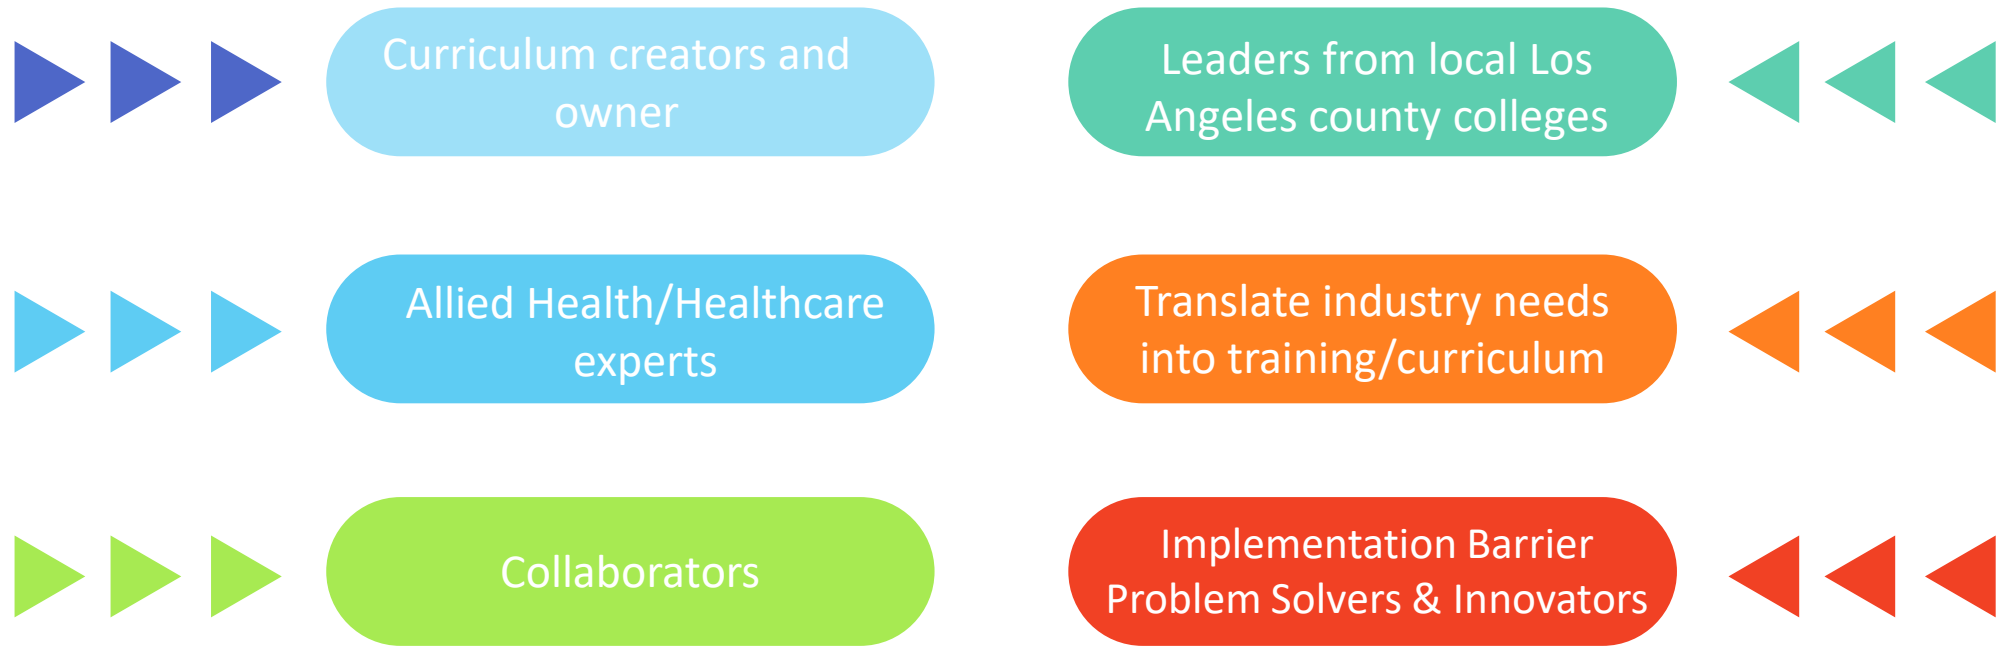 Curriculum creators and
owner
Leaders from local Los
Angeles county colleges
Allied Health/Healthcare
experts
Translate industry needs
into training/curriculum
Collaborators
Implementation Barrier
Problem Solvers & Innovators